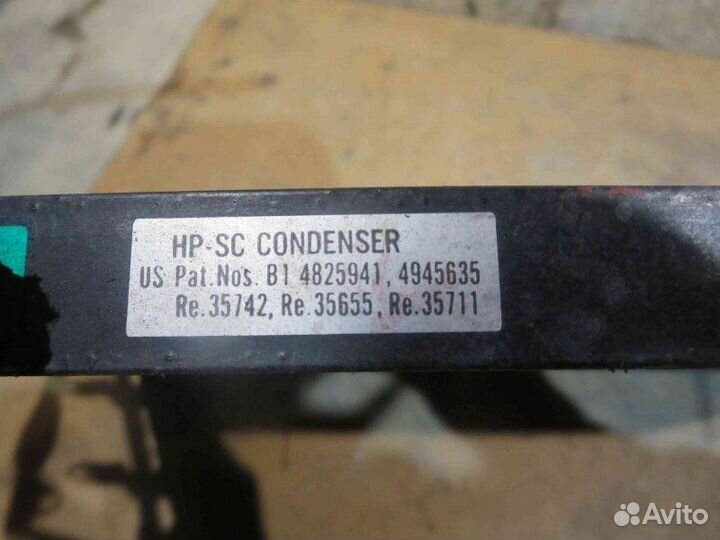 HP-SC CONDENSER
US Pat.Nos. B1 4825941, 4945635
Re.35742, Re.35655, Re.35711
Avito